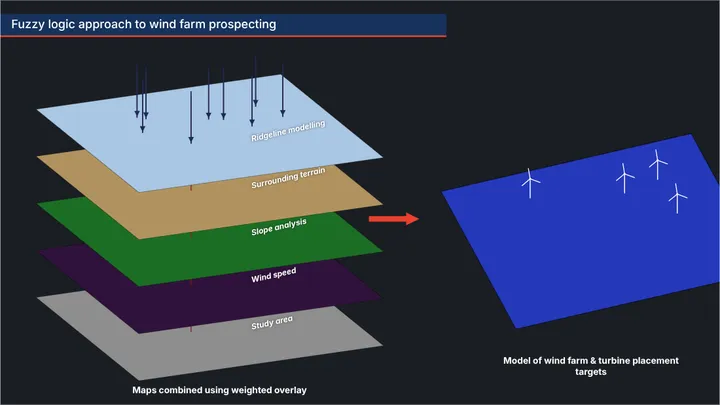 Fuzzy logic approach to wind farm prospecting
Ridgeline modelling
Surrounding terrain
Slope analysis
Wind speed
Study area
Maps combined using weighted overlay
Model of wind farm & turbine placement
targets